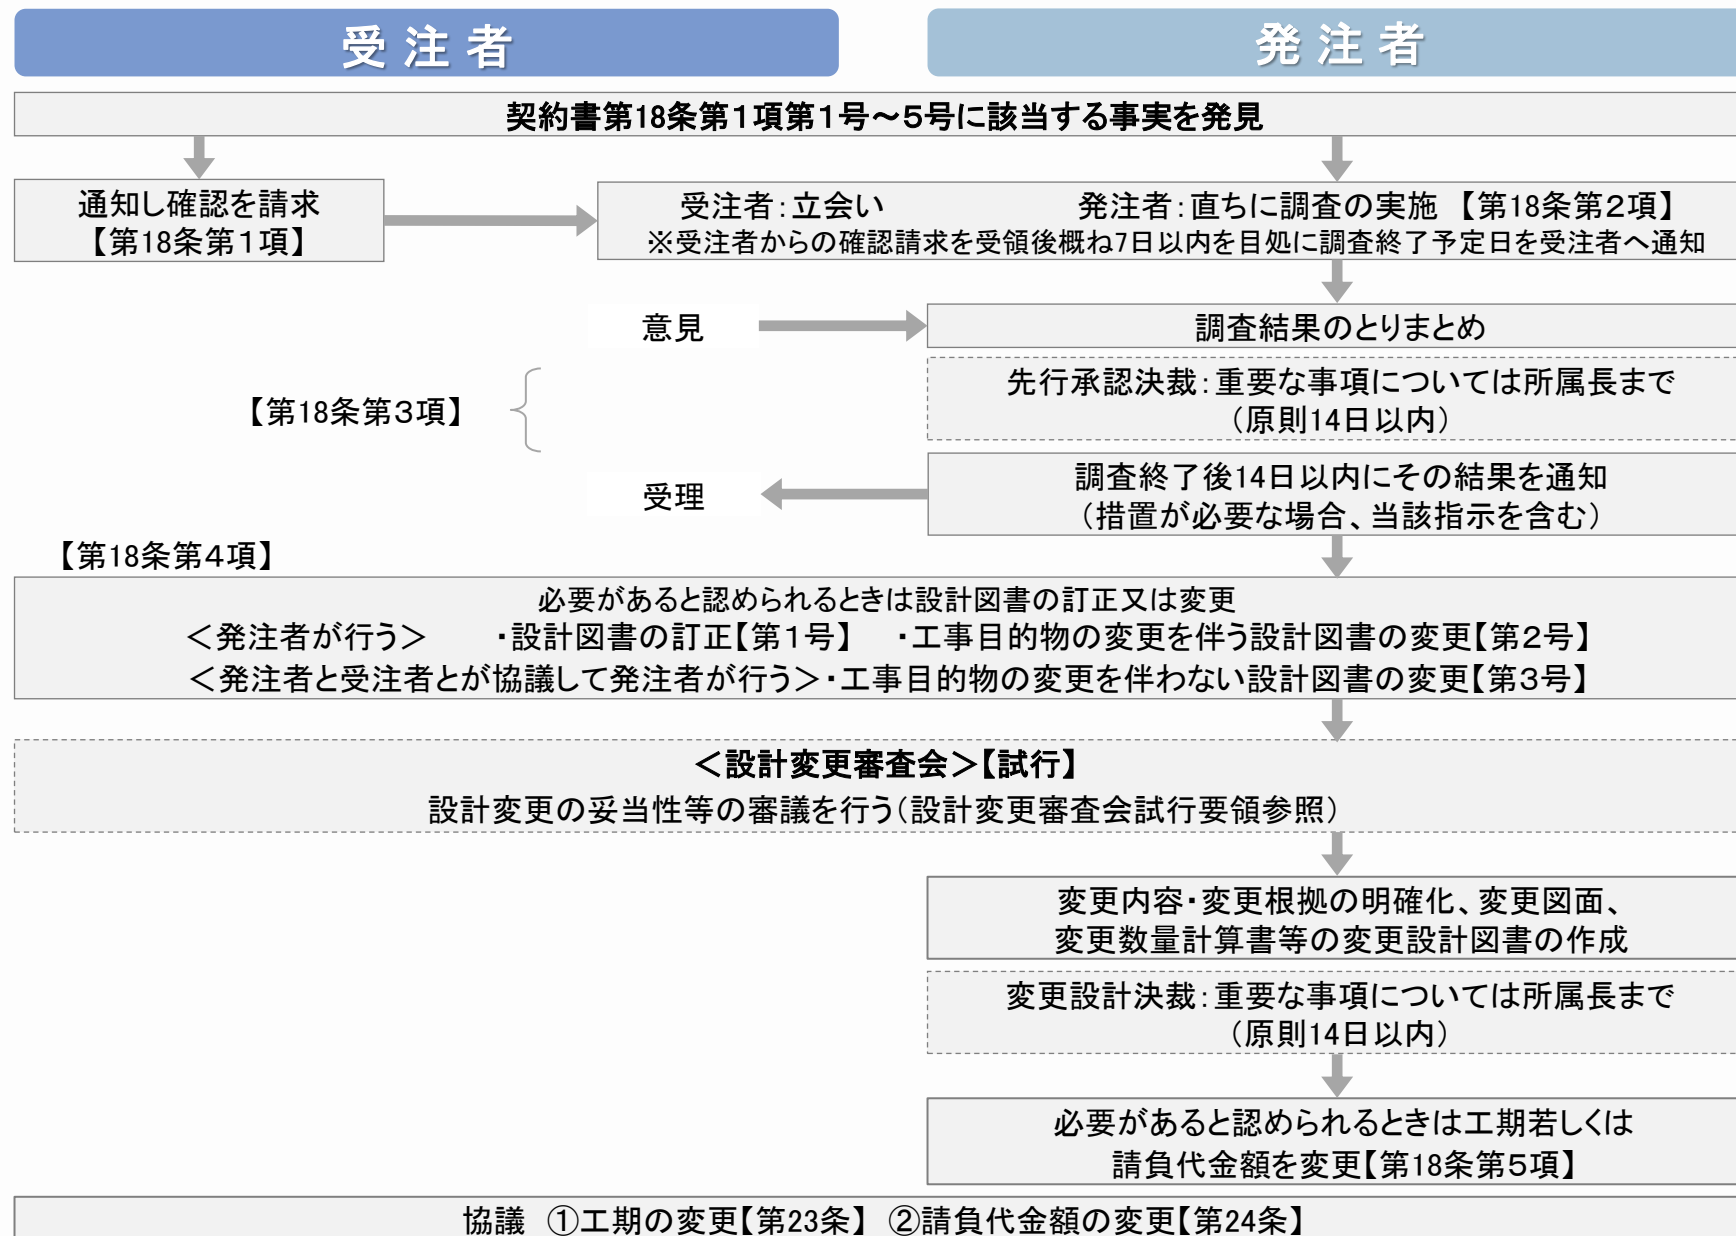 受注者
発注者
契約書第18条第1項第1号～5号に該当する事実を発見
通知し確認を請求
【第18条第1項】
受注者:立会い　発注者:直ちに調査の実施 【第18条第2項】
※受注者からの確認請求を受領後概ね7日以内を目処に調査終了予定日を受注者へ通知
意見
調査結果のとりまとめ
先行承認決裁:重要な事項については所属長まで
(原則14日以内)
【第18条第3項】
調査終了後14日以内にその結果を通知
(措置が必要な場合、当該指示を含む)
受理
【第18条第4項】
必要があると認められるときは設計図書の訂正又は変更
<発注者が行う>　・設計図書の訂正【第1号】　・工事目的物の変更を伴う設計図書の変更【第2号】
<発注者と受注者とが協議して発注者が行う>・工事目的物の変更を伴わない設計図書の変更【第3号】
<設計変更審査会>【試行】
設計変更の妥当性等の審議を行う(設計変更審査会試行要領参照)
変更内容・変更根拠の明確化、変更図面、
変更数量計算書等の変更設計図書の作成
変更設計決裁:重要な事項については所属長まで
(原則14日以内)
必要があると認められるときは工期若しくは
請負代金額を変更【第18条第5項】
協議 ①工期の変更【第23条】 ②請負代金額の変更【第24条】